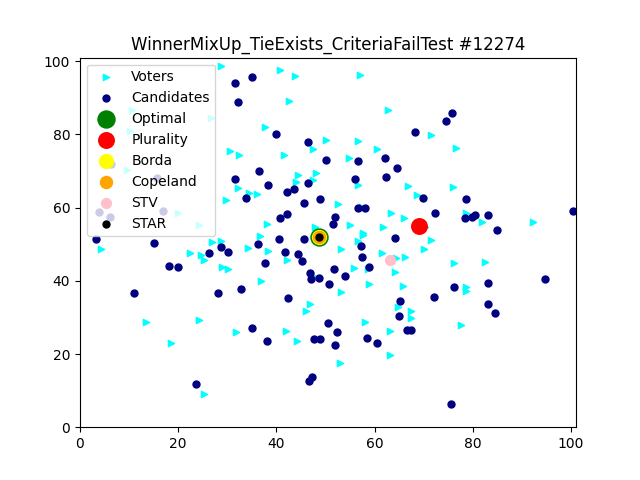 WinnerMixUp_TieExists_CriteriaFailTest #12274
100
80
60
40
20
0
0 20 40 60 80 100
Voters
Candidates
Optimal
Plurality
Borda
Copeland
STV
STAR